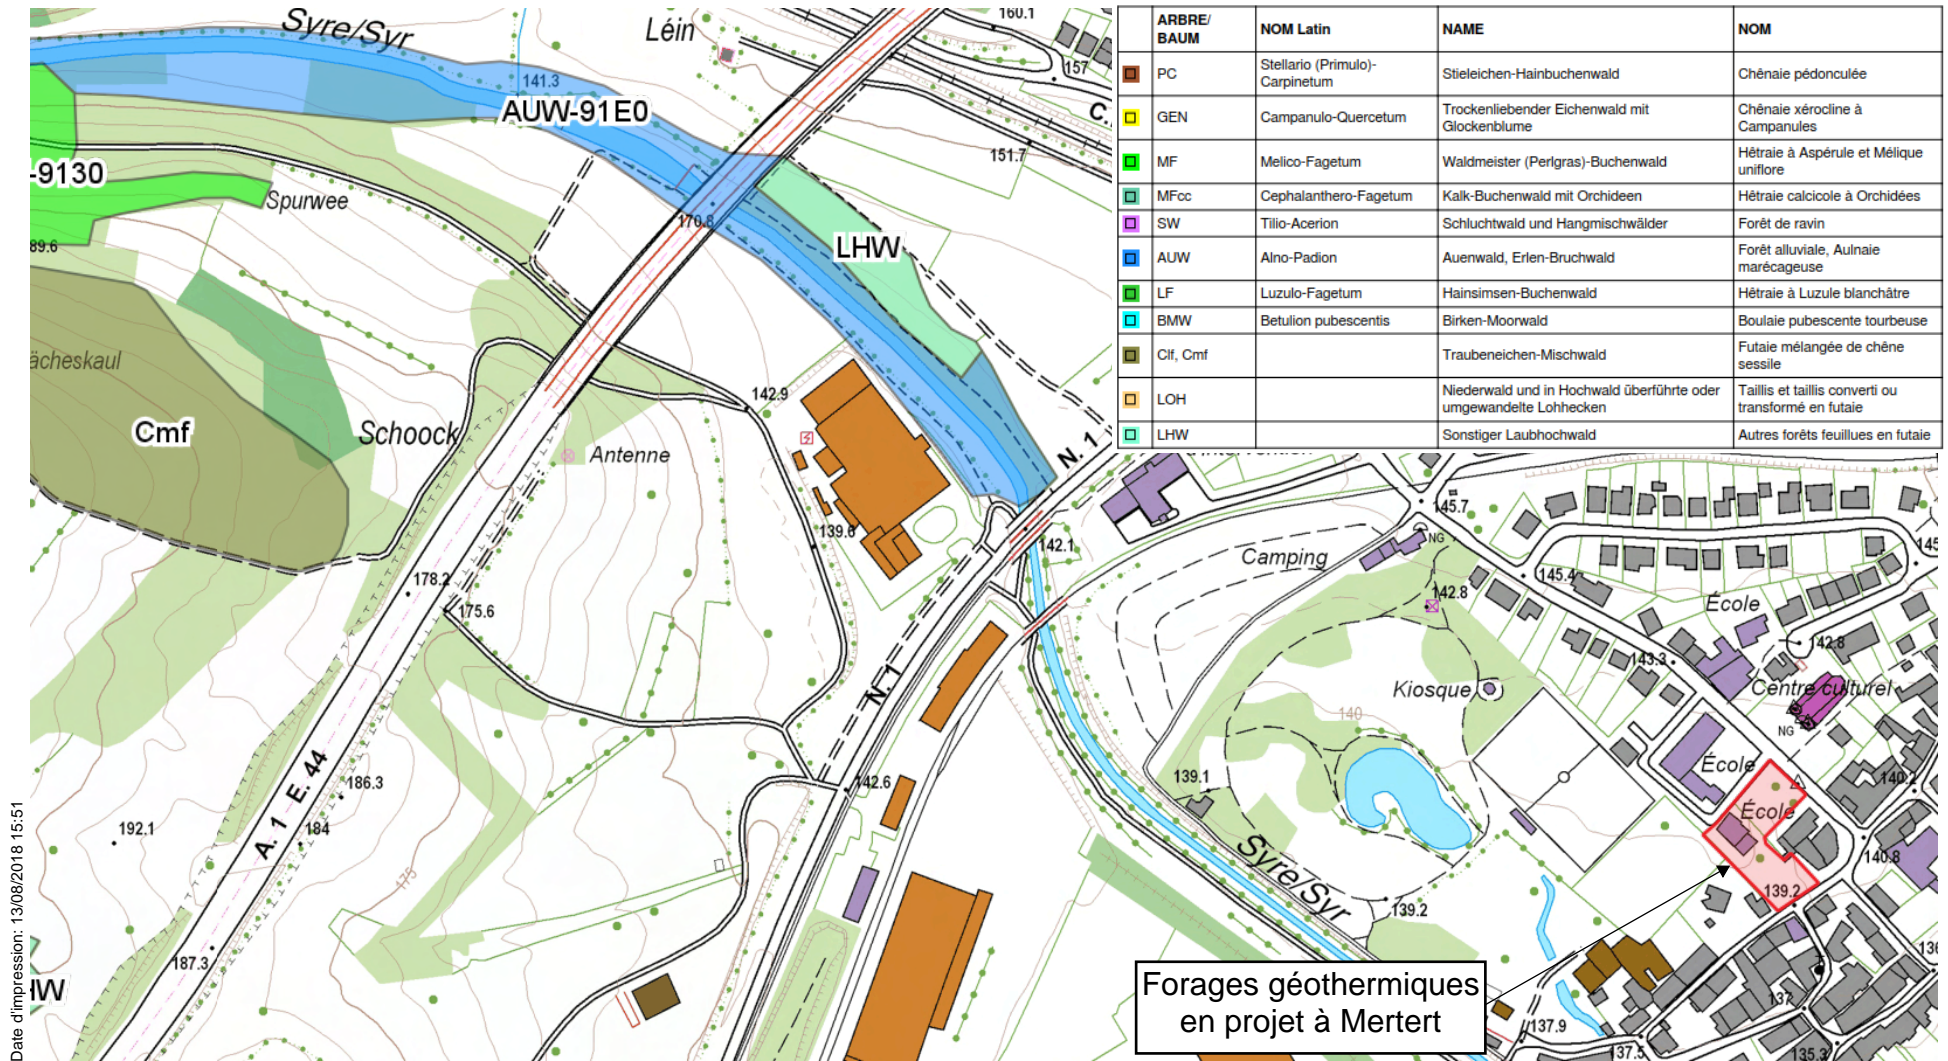 Syre/Syr
Léin
160.1
157
C.
141.3
AUW-91E0
151.7
-9130
Spurwee
170.8
LHW
89.6
ächeskaul
Cmf
Schoock
142.9
Antenne
N. 1
139.6
142.1
178.2
175.6
N. 1
A. 1 E. 44
186.3
184
192.1
187.3
HW
142.6
Camping
145.7
NG
145.4
142.8
École
142.8
143.3
Centre culturel
NG
Kiosque
140
139.1
École
École
140.2
140.8
139.2
Syre/Syr
139.2
137.9
137.5
137
135.3
136
145
Forages géothermiques
en projet à Mertert
Date d'impression: 13/08/2018 15:51
ARBRE/ BAUM NOM Latin NAME NOM
PC Stellario (Primulo)- Carpinetum Stieleichen-Hainbuchenwald Chênaie pédonculée
GEN Campanulo-Quercetum Trockenliebender Eichenwald mit Glockenblume Chênaie xérocline à Campanules
MF Melico-Fagetum Waldmeister (Perlgras)-Buchenwald Hêtraie à Aspérule et Mélique uniflore
MFcc Cephalanthero-Fagetum Kalk-Buchenwald mit Orchideen Hêtraie calcicole à Orchidées
SW Tilio-Acerion Schluchtwald und Hangmischwälder Forêt de ravin
AUW Alno-Padion Auenwald, Erlen-Bruchwald Forêt alluviale, Aulnaie marécageuse
LF Luzulo-Fagetum Hainsimsen-Buchenwald Hêtraie à Luzule blanchâtre
BMW Betulion pubescentis Birken-Moorwald Boulaie pubescente tourbeuse
Clf, Cmf Traubeneichen-Mischwald Futaie mélangée de chêne sessile
LOH Niederwald und in Hochwald überführte oder umgewandelte Lohhecken Taillis et taillis converti ou transformé en futaie
LHW Sonstiger Laubhochwald Autres forêts feuillues en futaie